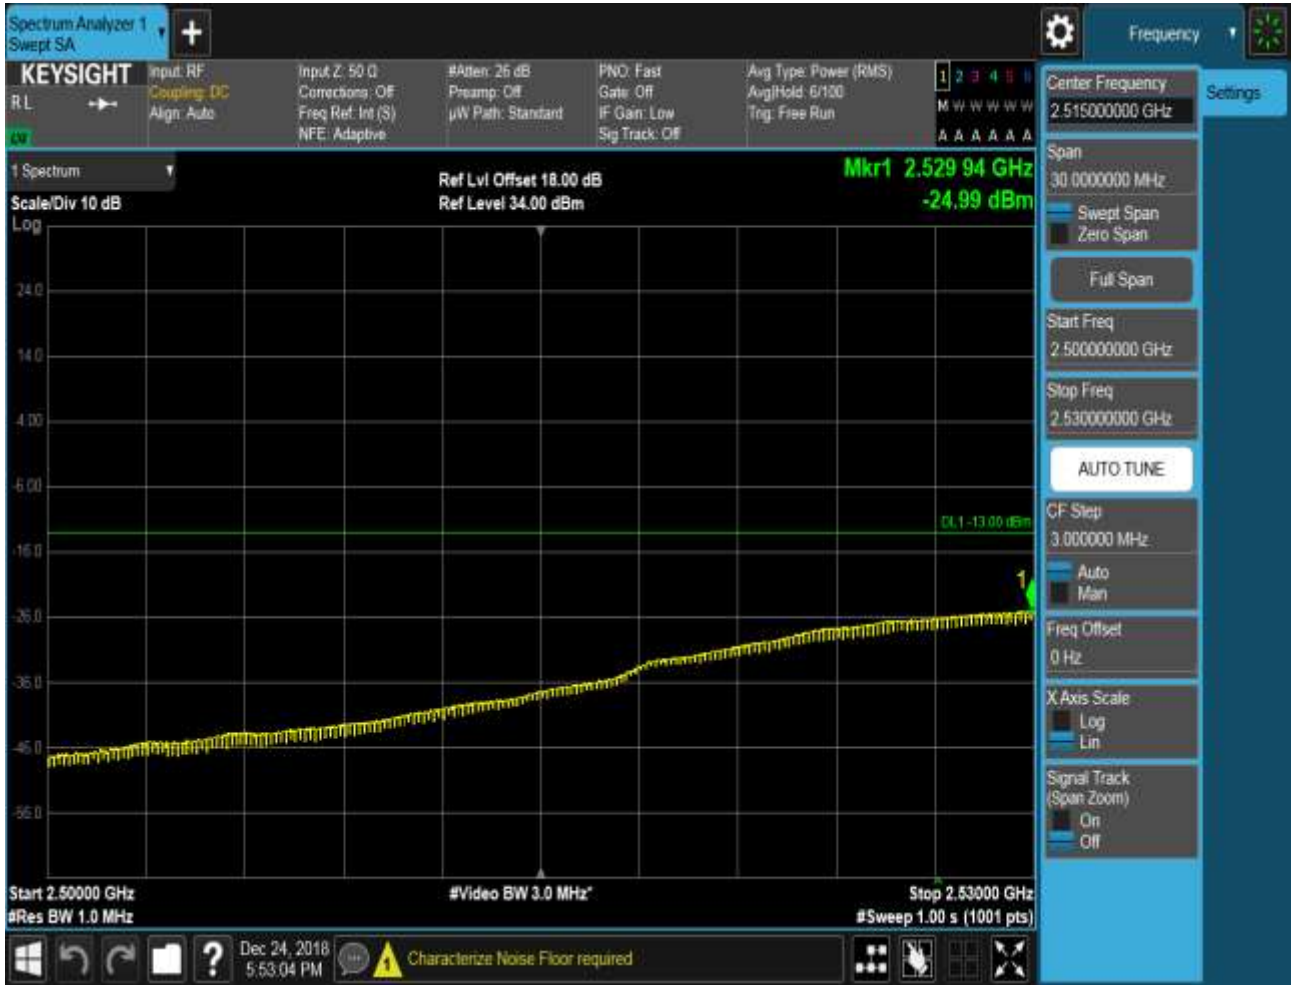 Spectrum Analyzer 1
Swept SA
Frequency
KEYSIGHT
RL
Input: RF
Coupling: DC
Align: Auto
Input Z: 50 Ω
Corrections: Off
Freq Ref: Int (S)
NFE: Adaptive
#Atten: 26 dB
Preamp: Off
µW Path: Standard
PNO: Fast
Gate: Off
IF Gain: Low
Sig Track: Off
Avg Type: Power (RMS)
Avg|Hold: 6/100
Trig: Free Run
1 2 3 4 5 6
M W W W W W
A A A A A A
1 Spectrum
Scale/Div 10 dB
Log
Ref Lvl Offset 18.00 dB
Ref Level 34.00 dBm
Mkr1 2.529 94 GHz
-24.99 dBm
24.0
14.0
4.00
-6.00
-16.0
-26.0
-36.0
-46.0
-56.0
DL1 -13.00 dBm
1
Start 2.50000 GHz
#Res BW 1.0 MHz
#Video BW 3.0 MHz*
Stop 2.53000 GHz
#Sweep 1.00 s (1001 pts)
Center Frequency
2.515000000 GHz
Settings
Span
30.0000000 MHz
Swept Span
Zero Span
Full Span
Start Freq
2.500000000 GHz
Stop Freq
2.530000000 GHz
AUTO TUNE
CF Step
3.000000 MHz
Auto
Man
Freq Offset
0 Hz
X Axis Scale
Log
Lin
Signal Track
(Span Zoom)
On
Off
?
Dec 24, 2018
5:53:04 PM
1
Characterize Noise Floor required